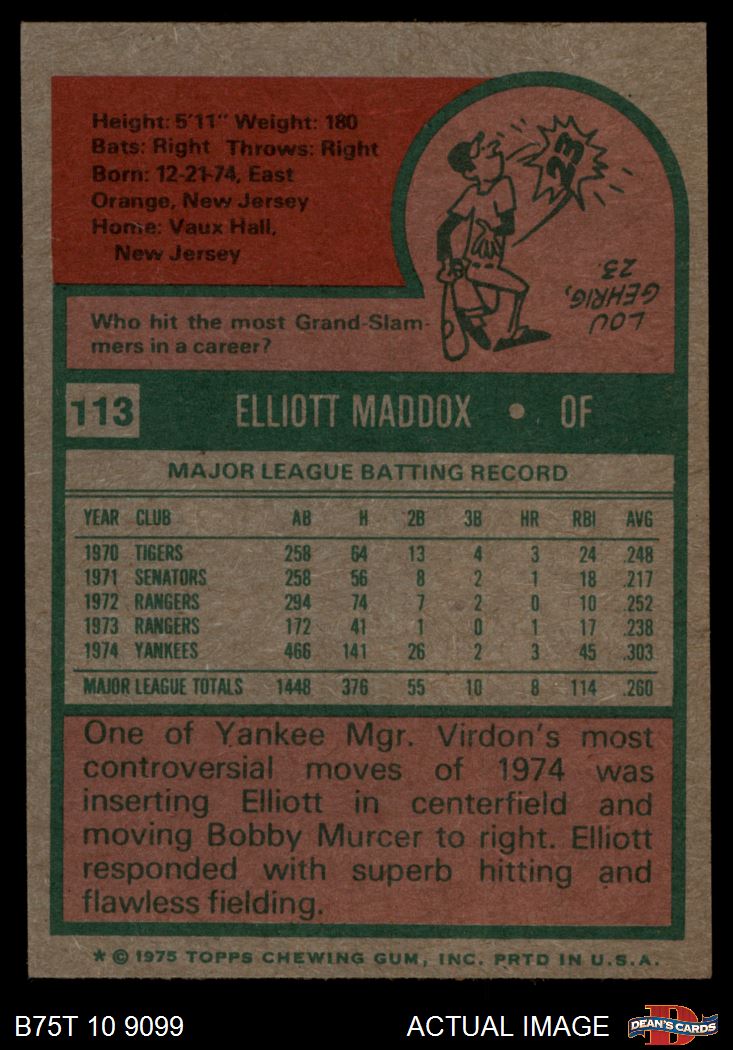 Height: 5'11" Weight: 180
Bats: Right Throws: Right
Born: 12-21-74, East
Orange, New Jersey
Home: Vaux Hall,
New Jersey
23
LOU
GEHRIG,
23.
Who hit the most Grand-Slam-
mers in a career?
113 ELLIOTT MADDOX • OF
MAJOR LEAGUE BATTING RECORD
YEAR CLUB AB H 2B 3B HR RBI AVG
1970 TIGERS 258 64 13 4 3 24 .248
1971 SENATORS 258 56 8 2 1 18 .217
1972 RANGERS 294 74 7 2 0 10 .252
1973 RANGERS 172 41 1 0 1 17 .238
1974 YANKEES 466 141 26 2 3 45 .303
MAJOR LEAGUE TOTALS 1448 376 55 10 8 114 .260
One of Yankee Mgr. Virdon's most
controversial moves of 1974 was
inserting Elliott in centerfield and
moving Bobby Murcer to right. Elliott
responded with superb hitting and
flawless fielding.
* © 1975 TOPPS CHEWING GUM, INC. PRTD IN U.S.A.
B75T 10 9099 ACTUAL IMAGE D DEAN'S CARDS